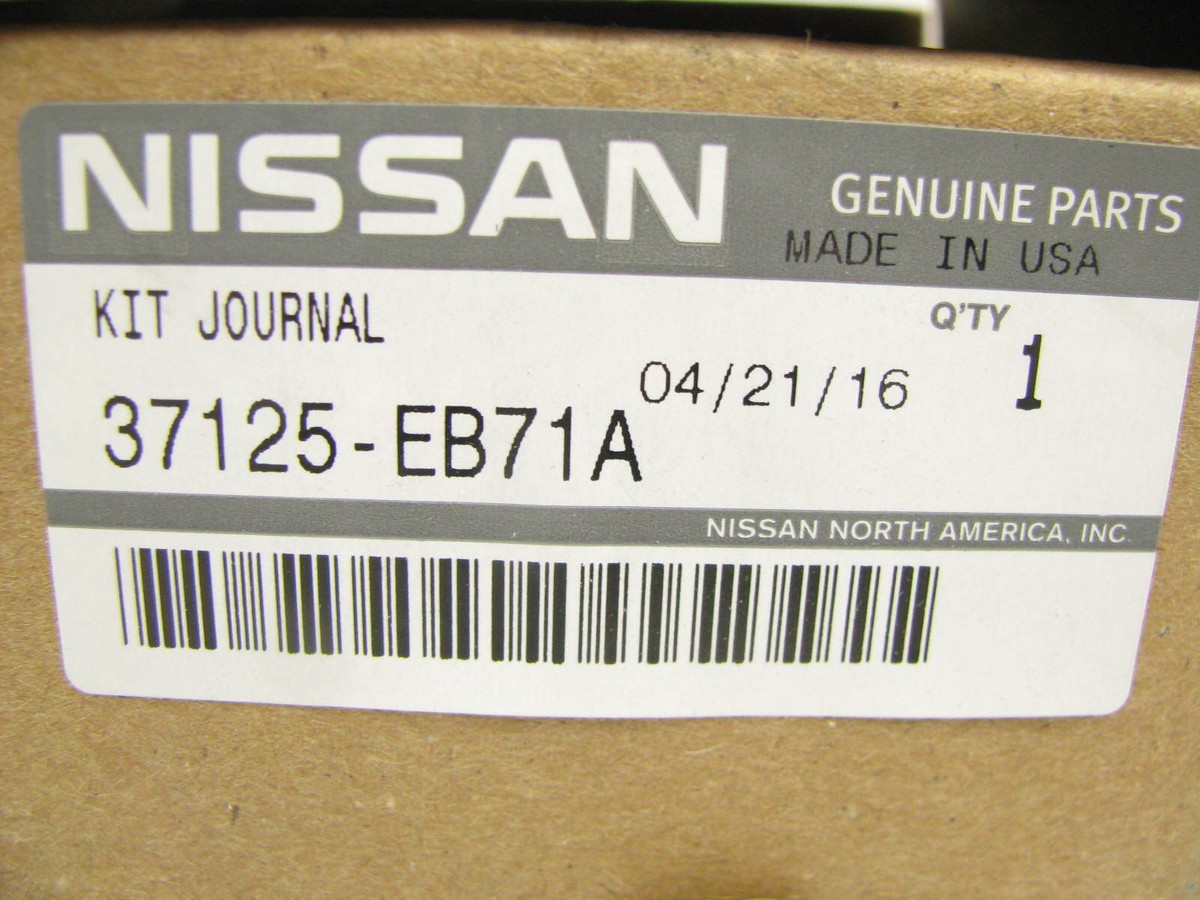 NISSAN
GENUINE PARTS
MADE IN USA
KIT JOURNAL
Q'TY
1
04/21/16
37125-EB71A
NISSAN NORTH AMERICA, INC.